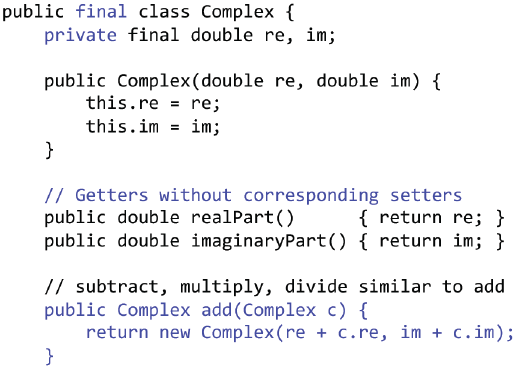 public final class Complex {
    private final double re, im;

    public Complex(double re, double im) {
        this.re = re;
        this.im = im;
    }

    // Getters without corresponding setters
    public double realPart()      { return re; }
    public double imaginaryPart() { return im; }

    // subtract, multiply, divide similar to add
    public Complex add(Complex c) {
        return new Complex(re + c.re, im + c.im);
    }